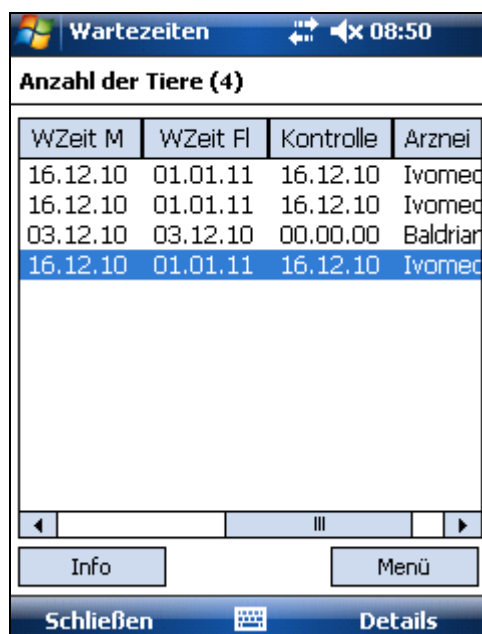 Wartezeiten 08:50
Anzahl der Tiere (4)
WZeit M WZeit Fl Kontrolle Arznei
16.12.10 01.01.11 16.12.10 Ivomec
16.12.10 01.01.11 16.12.10 Ivomec
03.12.10 03.12.10 00.00.00 Baldrian
16.12.10 01.01.11 16.12.10 Ivomec
Info Menü
Schließen Details